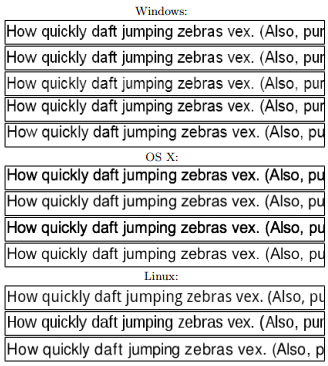 Windows:
How quickly daft jumping zebras vex. (Also, pur
How quickly daft jumping zebras vex. (Also, pur
How quickly daft jumping zebras vex. (Also, pur
How quickly daft jumping zebras vex. (Also, pur
How quickly daft jumping zebras vex. (Also, pu
OS X:
How quickly daft jumping zebras vex. (Also, pu
How quickly daft jumping zebras vex. (Also, pu
How quickly daft jumping zebras vex. (Also, pu
How quickly daft jumping zebras vex. (Also, pu
Linux:
How quickly daft jumping zebras vex. (Also, pu
How quickly daft jumping zebras vex. (Also, pur
How quickly daft jumping zebras vex. (Also, p